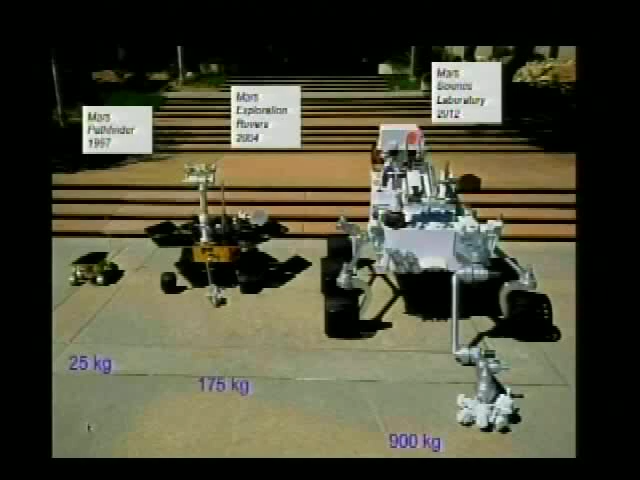 Mars
Pathfinder
1997
Mars
Exploration
Rovers
2004
Mars
Science
Laboratory
2012
25 kg
175 kg
900 kg